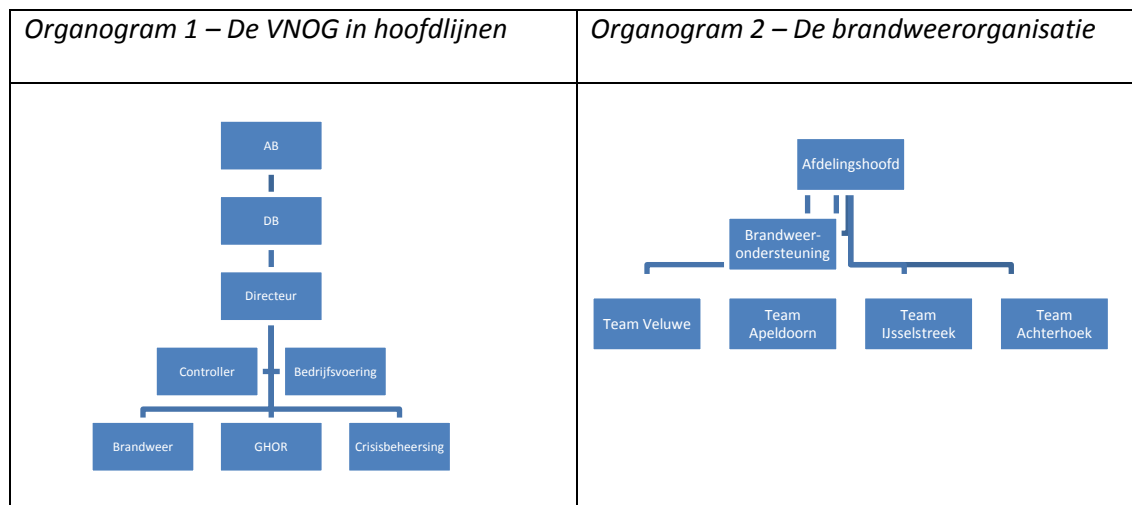 Organogram 1 – De VNOG in hoofdlijnen
Organogram 2 – De brandweerorganisatie
AB
DB
Directeur
Controller
Bedrijfsvoering
Brandweer
GHOR
Crisisbeheersing
Afdelingshoofd
Brandweer-
ondersteuning
Team Veluwe
Team
Apeldoorn
Team
IJsselstreek
Team
Achterhoek